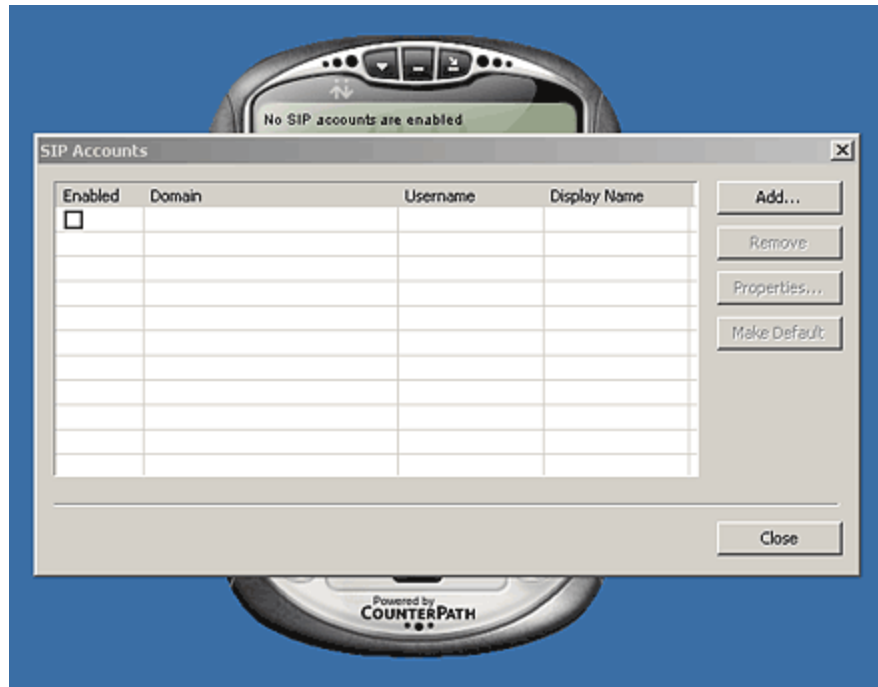 No SIP accounts are enabled
SIP Accounts
Enabled Domain Username Display Name
Add...
Remove
Properties...
Make Default
Close
Powered by
COUNTERPATH